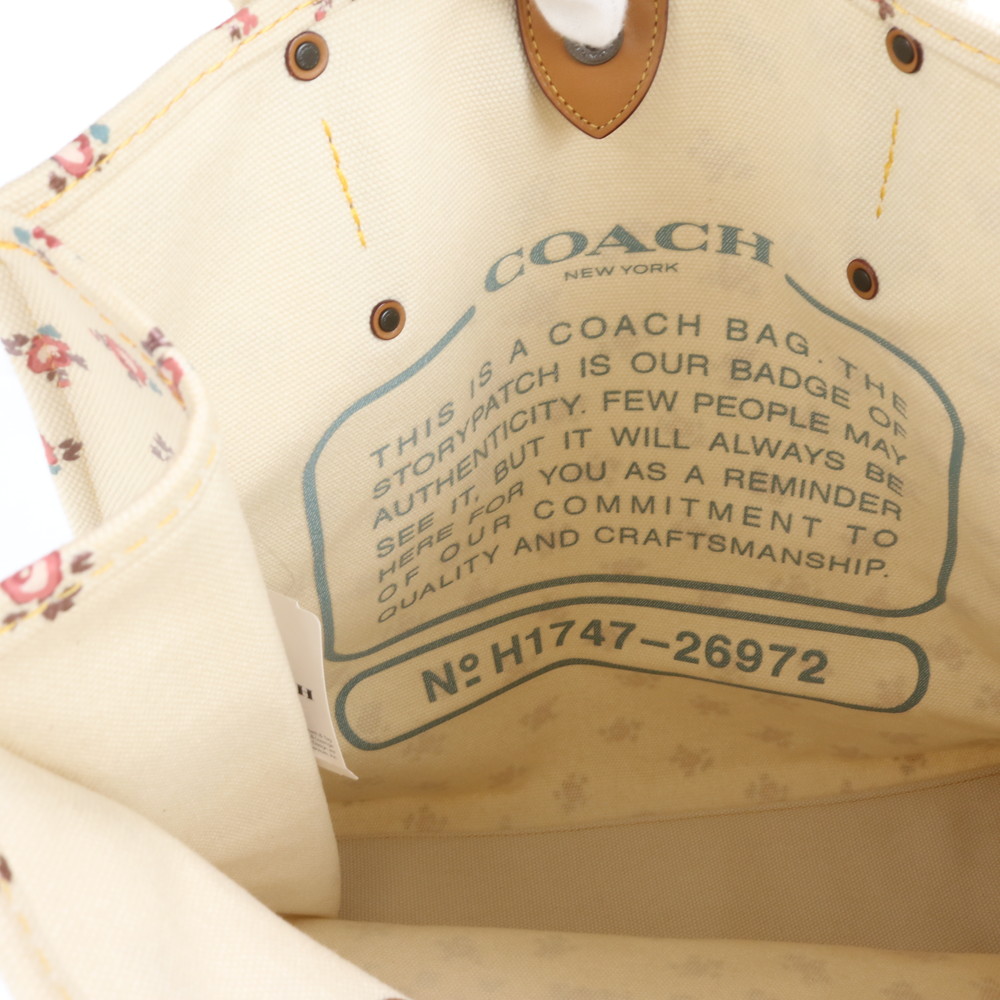 COACH
NEW YORK
THIS IS A COACH BAG. THE
STORYPATCH IS OUR BADGE OF
AUTHENTICITY. FEW PEOPLE MAY
SEE IT, BUT IT WILL ALWAYS BE
HERE FOR YOU AS A REMINDER
OF OUR COMMITMENT TO
QUALITY AND CRAFTSMANSHIP.
Nº H1747–26972